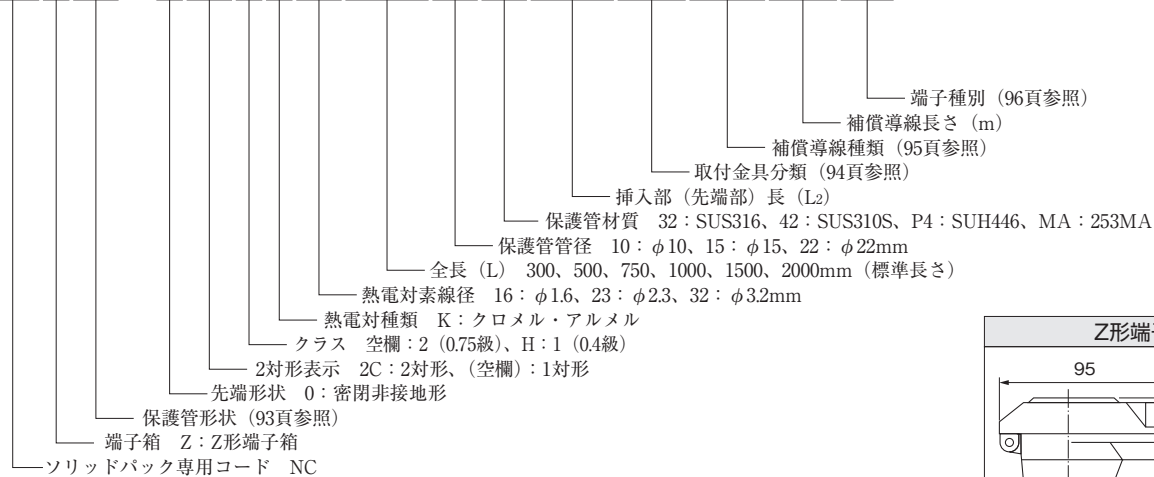 端子種別（96頁参照）
補償導線長さ（m）
補償導線種類（95頁参照）
取付金具分類（94頁参照）
挿入部（先端部）長（L2）
保護管材質　32：SUS316、42：SUS310S、P4：SUH446、MA：253MA
保護管管径　10：φ10、15：φ15、22：φ22mm
全長（L）　300、500、750、1000、1500、2000mm（標準長さ）
熱電対素線径　16：φ1.6、23：φ2.3、32：φ3.2mm
熱電対種類　K：クロメル・アルメル
クラス　空欄：2（0.75級）、H：1（0.4級）
2対形表示　2C：2対形、（空欄）：1対形
先端形状　0：密閉非接地形
保護管形状（93頁参照）
端子箱　Z：Z形端子箱
ソリッドパック専用コード　NC
Z形端
95